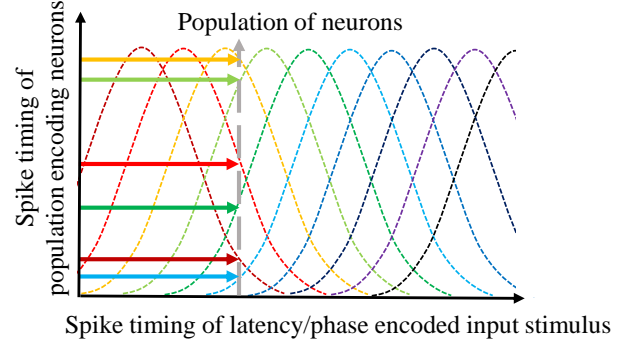 Population of neurons
Spike timing of
population encoding neurons
Spike timing of latency/phase encoded input stimulus